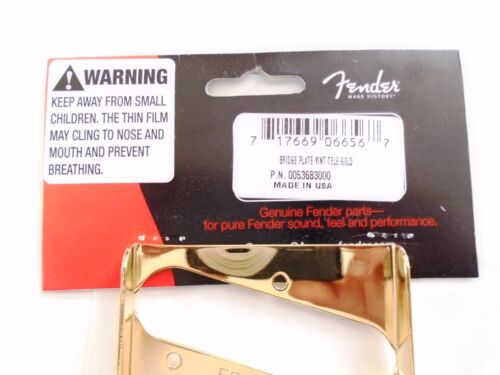 WARNING
KEEP AWAY FROM SMALL
CHILDREN. THE THIN FILM
MAY CLING TO NOSE AND
MOUTH AND PREVENT
BREATHING.
Fender
MAKE HISTORY
7 17669 06656 7
BRIDGE PLATE VINT TELE GOLD
P.N. 0053683000
MADE IN USA
Genuine Fender parts—
for pure Fender sound, feel and performance.